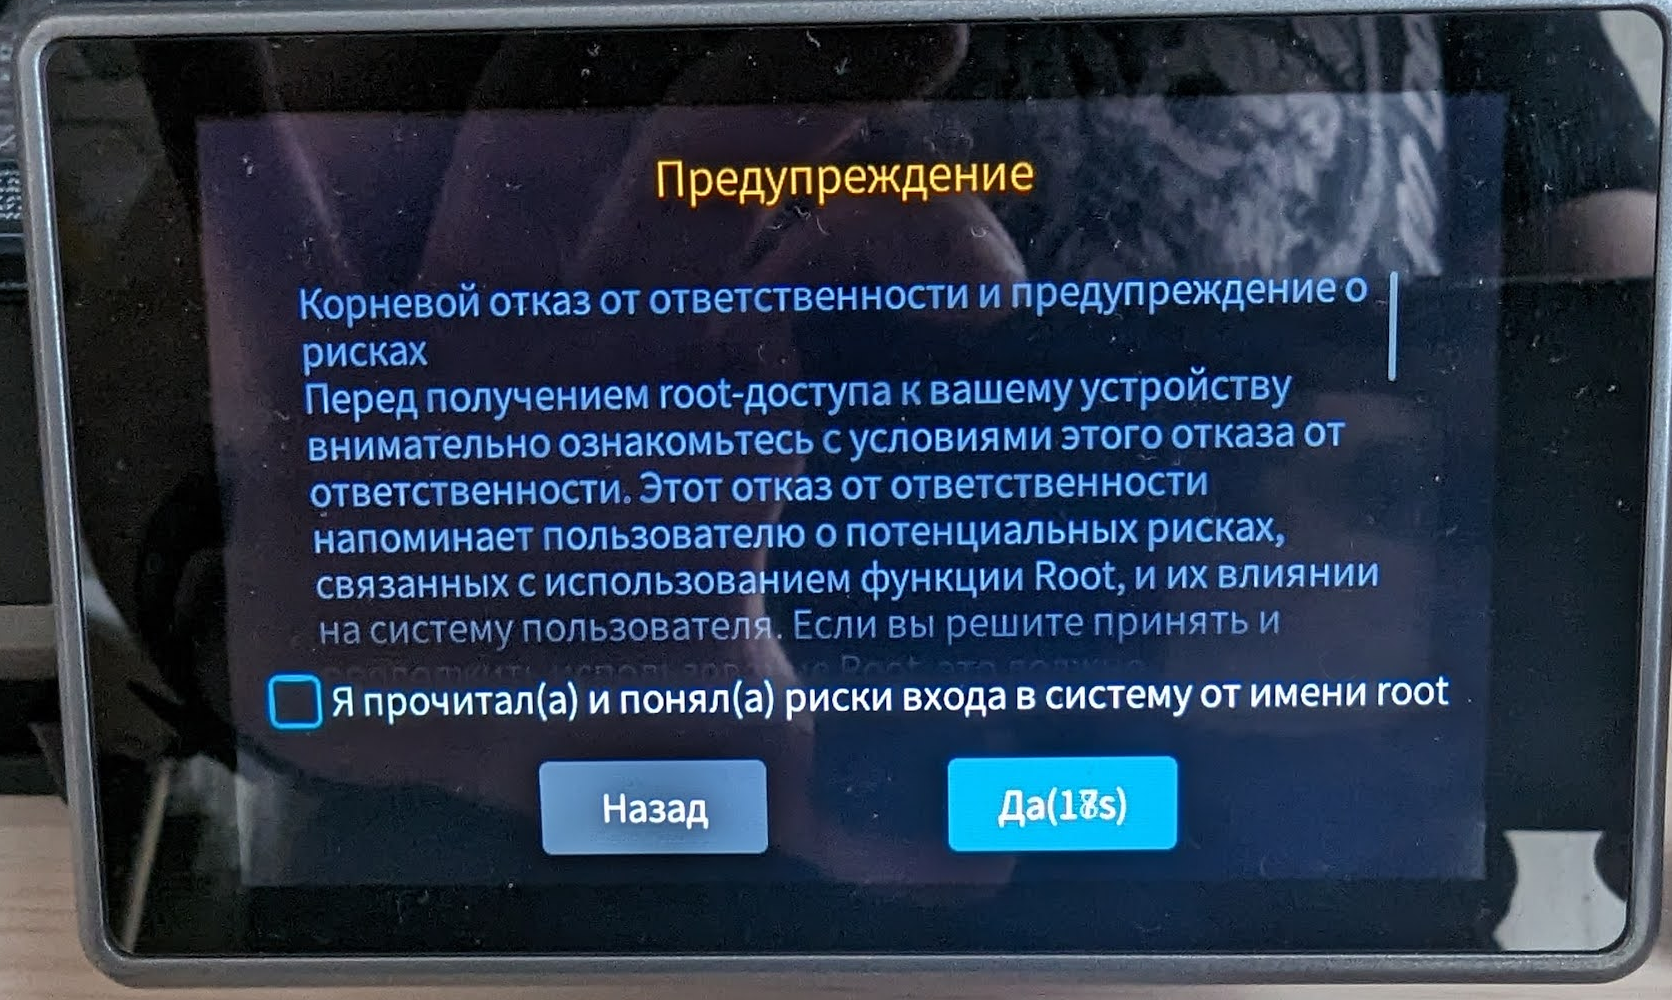 Предупреждение
Корневой отказ от ответственности и предупреждение о
рисках
Перед получением root-доступа к вашему устройству
внимательно ознакомьтесь с условиями этого отказа от
ответственности. Этот отказ от ответственности
напоминает пользователю о потенциальных рисках,
связанных с использованием функции Root, и их влиянии
на систему пользователя. Если вы решите принять и
Я прочитал(а) и понял(а) риски входа в систему от имени root
Назад
Да